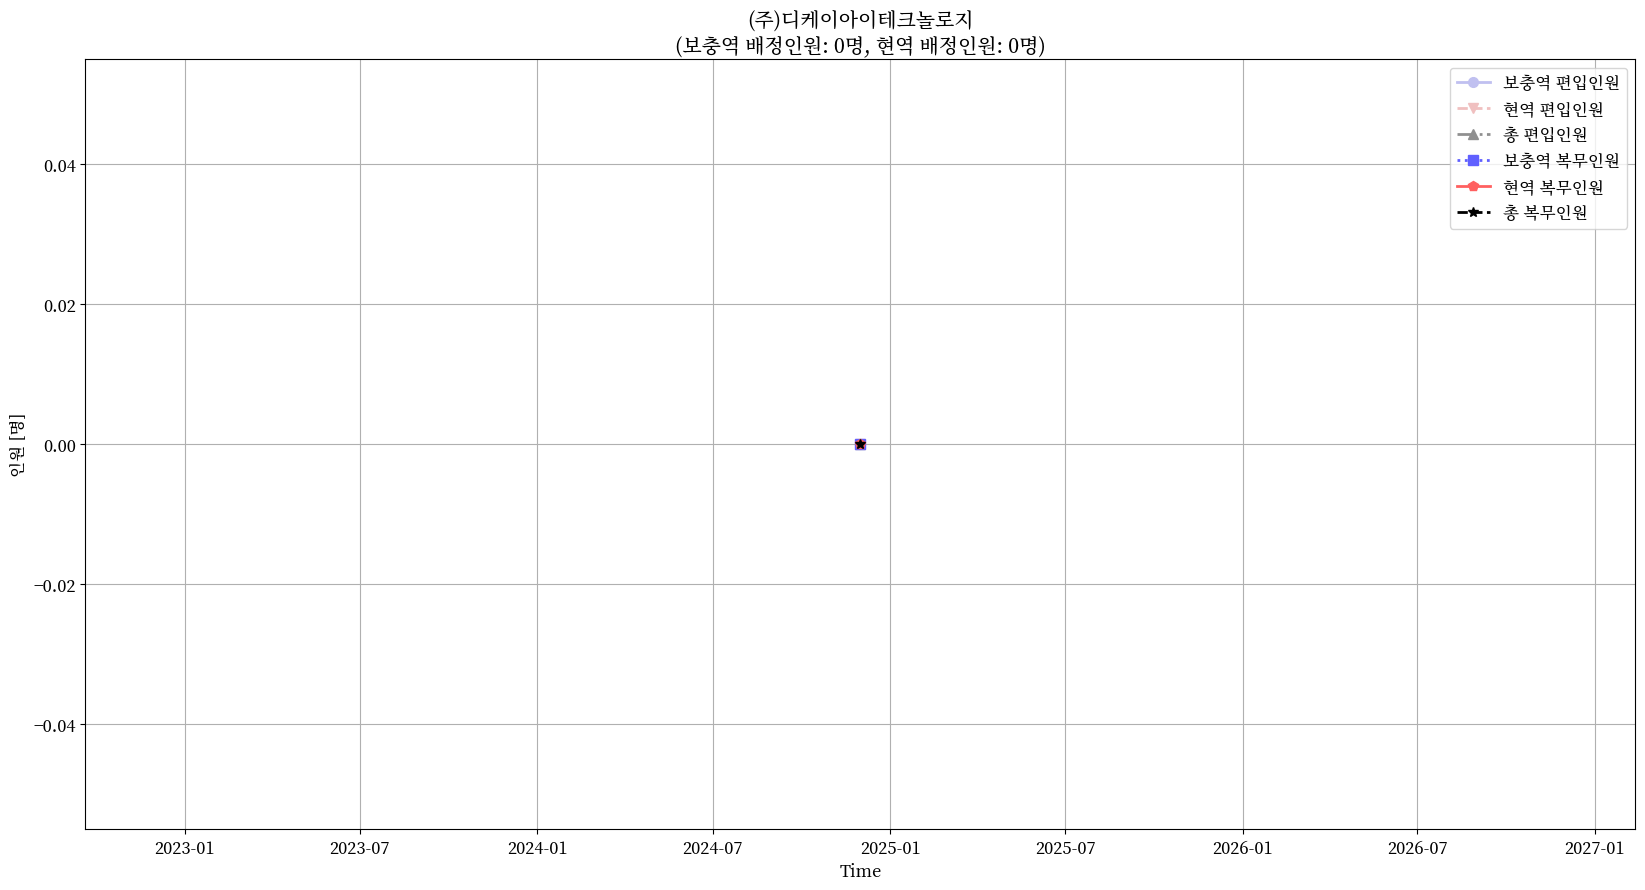 (주)디케이아이테크놀로지
(보충역 배정인원: 0명, 현역 배정인원: 0명)
보충역 편입인원
현역 편입인원
총 편입인원
보충역 복무인원
현역 복무인원
총 복무인원
0.04
0.02
0.00
−0.02
−0.04
인원 [명]
2023-01
2023-07
2024-01
2024-07
2025-01
2025-07
2026-01
2026-07
2027-01
Time